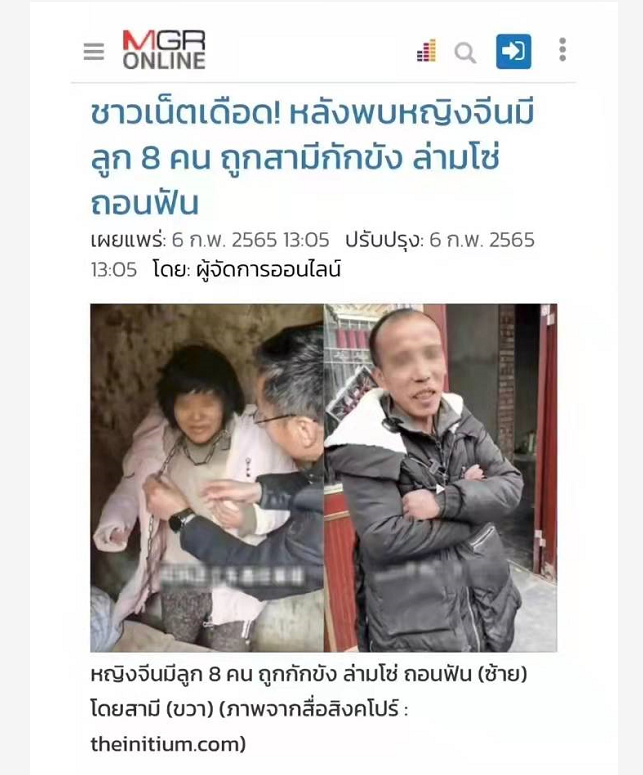 MGR
ONLINE
ชาวเน็ตเดือด! หลังพบหญิงจีนมี
ลูก 8 คน ถูกสามีกักขัง ล่ามโซ่
ถอนฟัน
เผยแพร่: 6 ก.พ. 2565 13:05 ปรับปรุง: 6 ก.พ. 2565
13:05 โดย: ผู้จัดการออนไลน์
หญิงจีนมีลูก 8 คน ถูกกักขัง ล่ามโซ่ ถอนฟัน (ซ้าย)
โดยสามี (ขวา) (ภาพจากสื่อสิงคโปร์ :
theinitium.com)